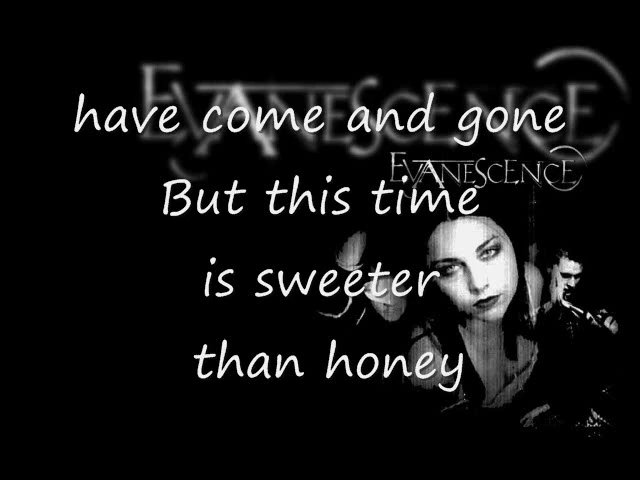 EVANESCENCE
have come and gone
EVANESCENCE
But this time
is sweeter
than honey